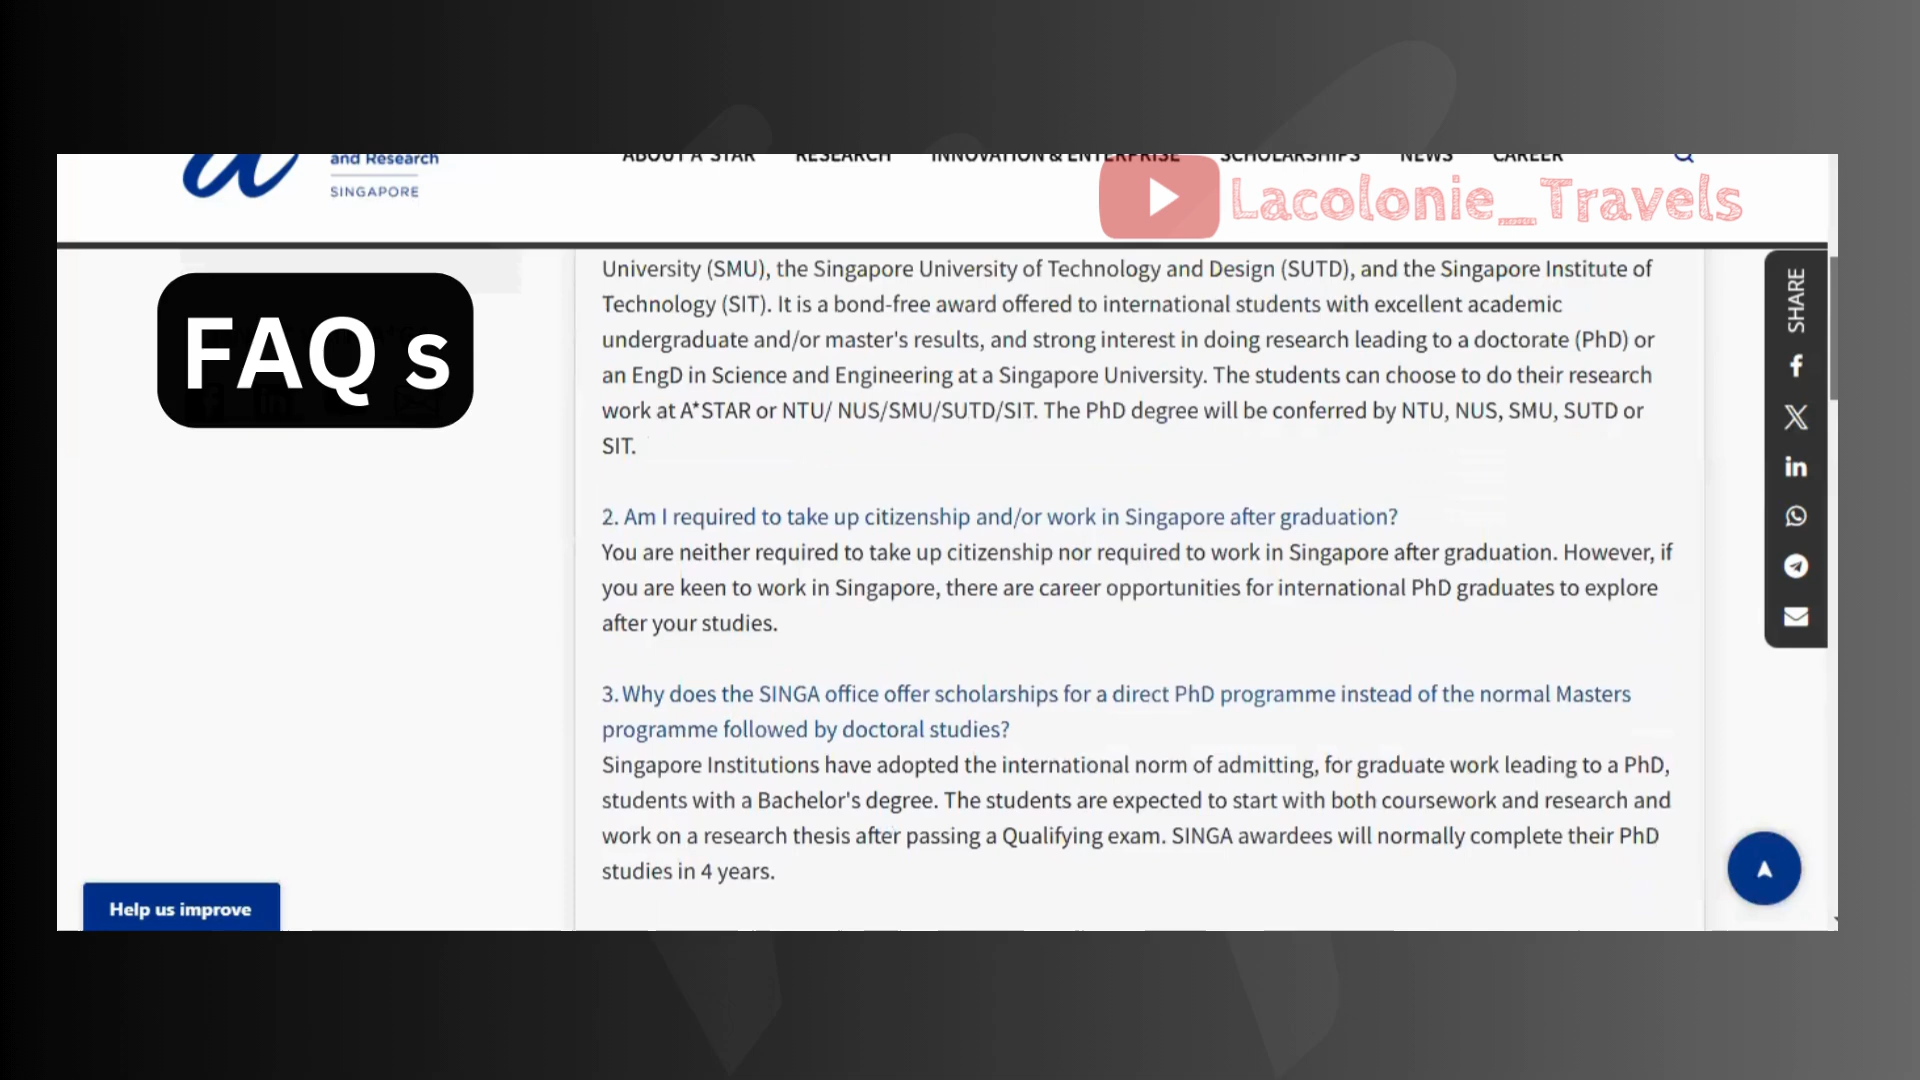 and Research
SINGAPORE
ABOUT A*STAR RESEARCH INNOVATION & ENTERPRISE SCHOLARSHIPS NEWS CAREER
Lacolonie_Travels
FAQ s
University (SMU), the Singapore University of Technology and Design (SUTD), and the Singapore Institute of
Technology (SIT). It is a bond-free award offered to international students with excellent academic
undergraduate and/or master's results, and strong interest in doing research leading to a doctorate (PhD) or
an EngD in Science and Engineering at a Singapore University. The students can choose to do their research
work at A*STAR or NTU/ NUS/SMU/SUTD/SIT. The PhD degree will be conferred by NTU, NUS, SMU, SUTD or
SIT.
2. Am I required to take up citizenship and/or work in Singapore after graduation?
You are neither required to take up citizenship nor required to work in Singapore after graduation. However, if
you are keen to work in Singapore, there are career opportunities for international PhD graduates to explore
after your studies.
3. Why does the SINGA office offer scholarships for a direct PhD programme instead of the normal Masters
programme followed by doctoral studies?
Singapore Institutions have adopted the international norm of admitting, for graduate work leading to a PhD,
students with a Bachelor's degree. The students are expected to start with both coursework and research and
work on a research thesis after passing a Qualifying exam. SINGA awardees will normally complete their PhD
studies in 4 years.
SHARE
Help us improve